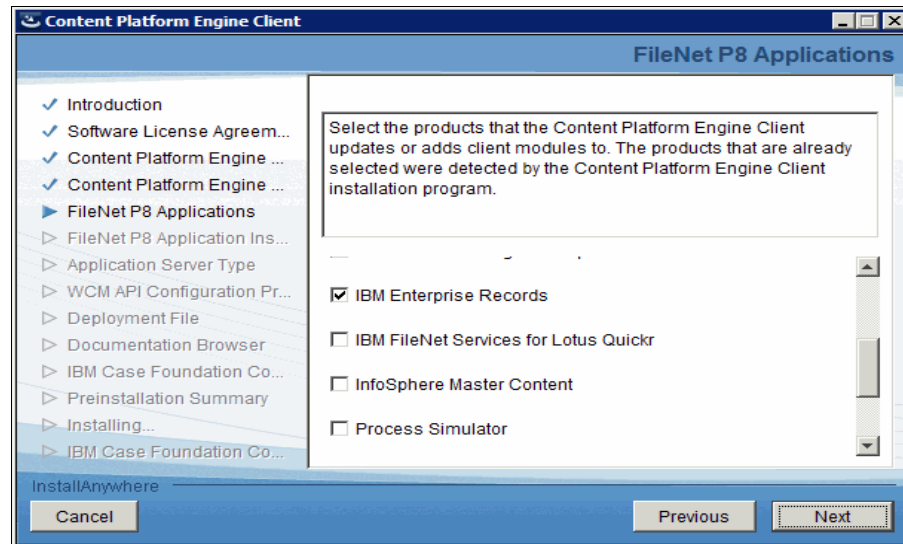 Content Platform Engine Client
FileNet P8 Applications
Introduction
Software License Agreem...
Content Platform Engine ...
Content Platform Engine ...
FileNet P8 Applications
FileNet P8 Application Ins...
Application Server Type
WCM API Configuration Pr...
Deployment File
Documentation Browser
IBM Case Foundation Co...
Preinstallation Summary
Installing...
IBM Case Foundation Co...
Select the products that the Content Platform Engine Client
updates or adds client modules to. The products that are already
selected were detected by the Content Platform Engine Client
installation program.
IBM Enterprise Records
IBM FileNet Services for Lotus Quickr
InfoSphere Master Content
Process Simulator
InstallAnywhere
Cancel
Previous
Next